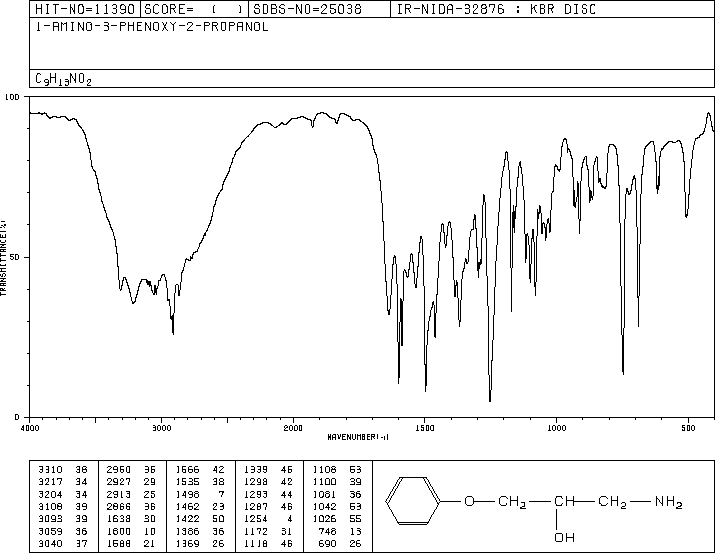 HIT-NO=11390 SCORE= ( ) SDBS-NO=25038 IR-NIDA-32876 : KBR DISC
1-AMINO-3-PHENOXY-2-PROPANOL
C9H13NO2
100
50
0
TRANSMITTANCE(%)
4000 3000 2000 1500 1000 500
WAVENUMBER(-1)
3310 38 2950 35 1566 42 1339 46 1108 53
3217 34 2927 29 1535 38 1298 42 1100 39
3204 34 2913 25 1498 7 1293 44 1081 36
3108 39 2866 36 1462 23 1287 46 1042 53
3093 39 1638 30 1422 50 1254 4 1026 55
3059 36 1600 10 1386 36 1172 31 748 13
3040 37 1588 21 1369 26 1118 46 690 26
O CH2 CH CH2 NH2
OH